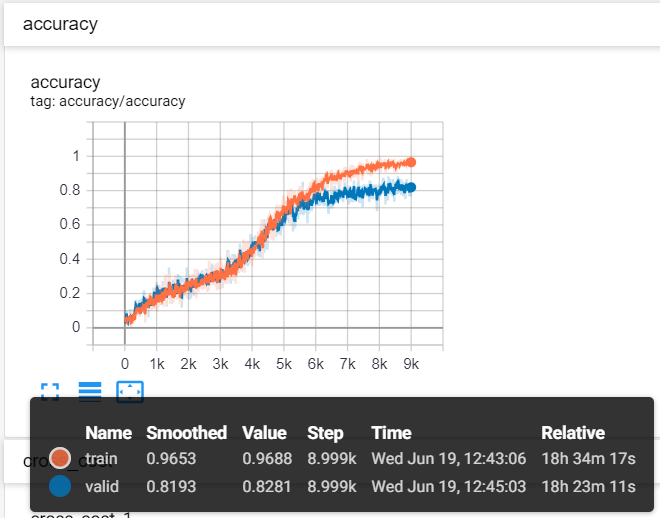 accuracy
accuracy
tag: accuracy/accuracy
1
0.8
0.6
0.4
0.2
0
0 1k 2k 3k 4k 5k 6k 7k 8k 9k
Name Smoothed Value Step Time Relative
train 0.9653 0.9688 8.999k Wed Jun 19, 12:43:06 18h 34m 17s
valid 0.8193 0.8281 8.999k Wed Jun 19, 12:45:03 18h 23m 11s